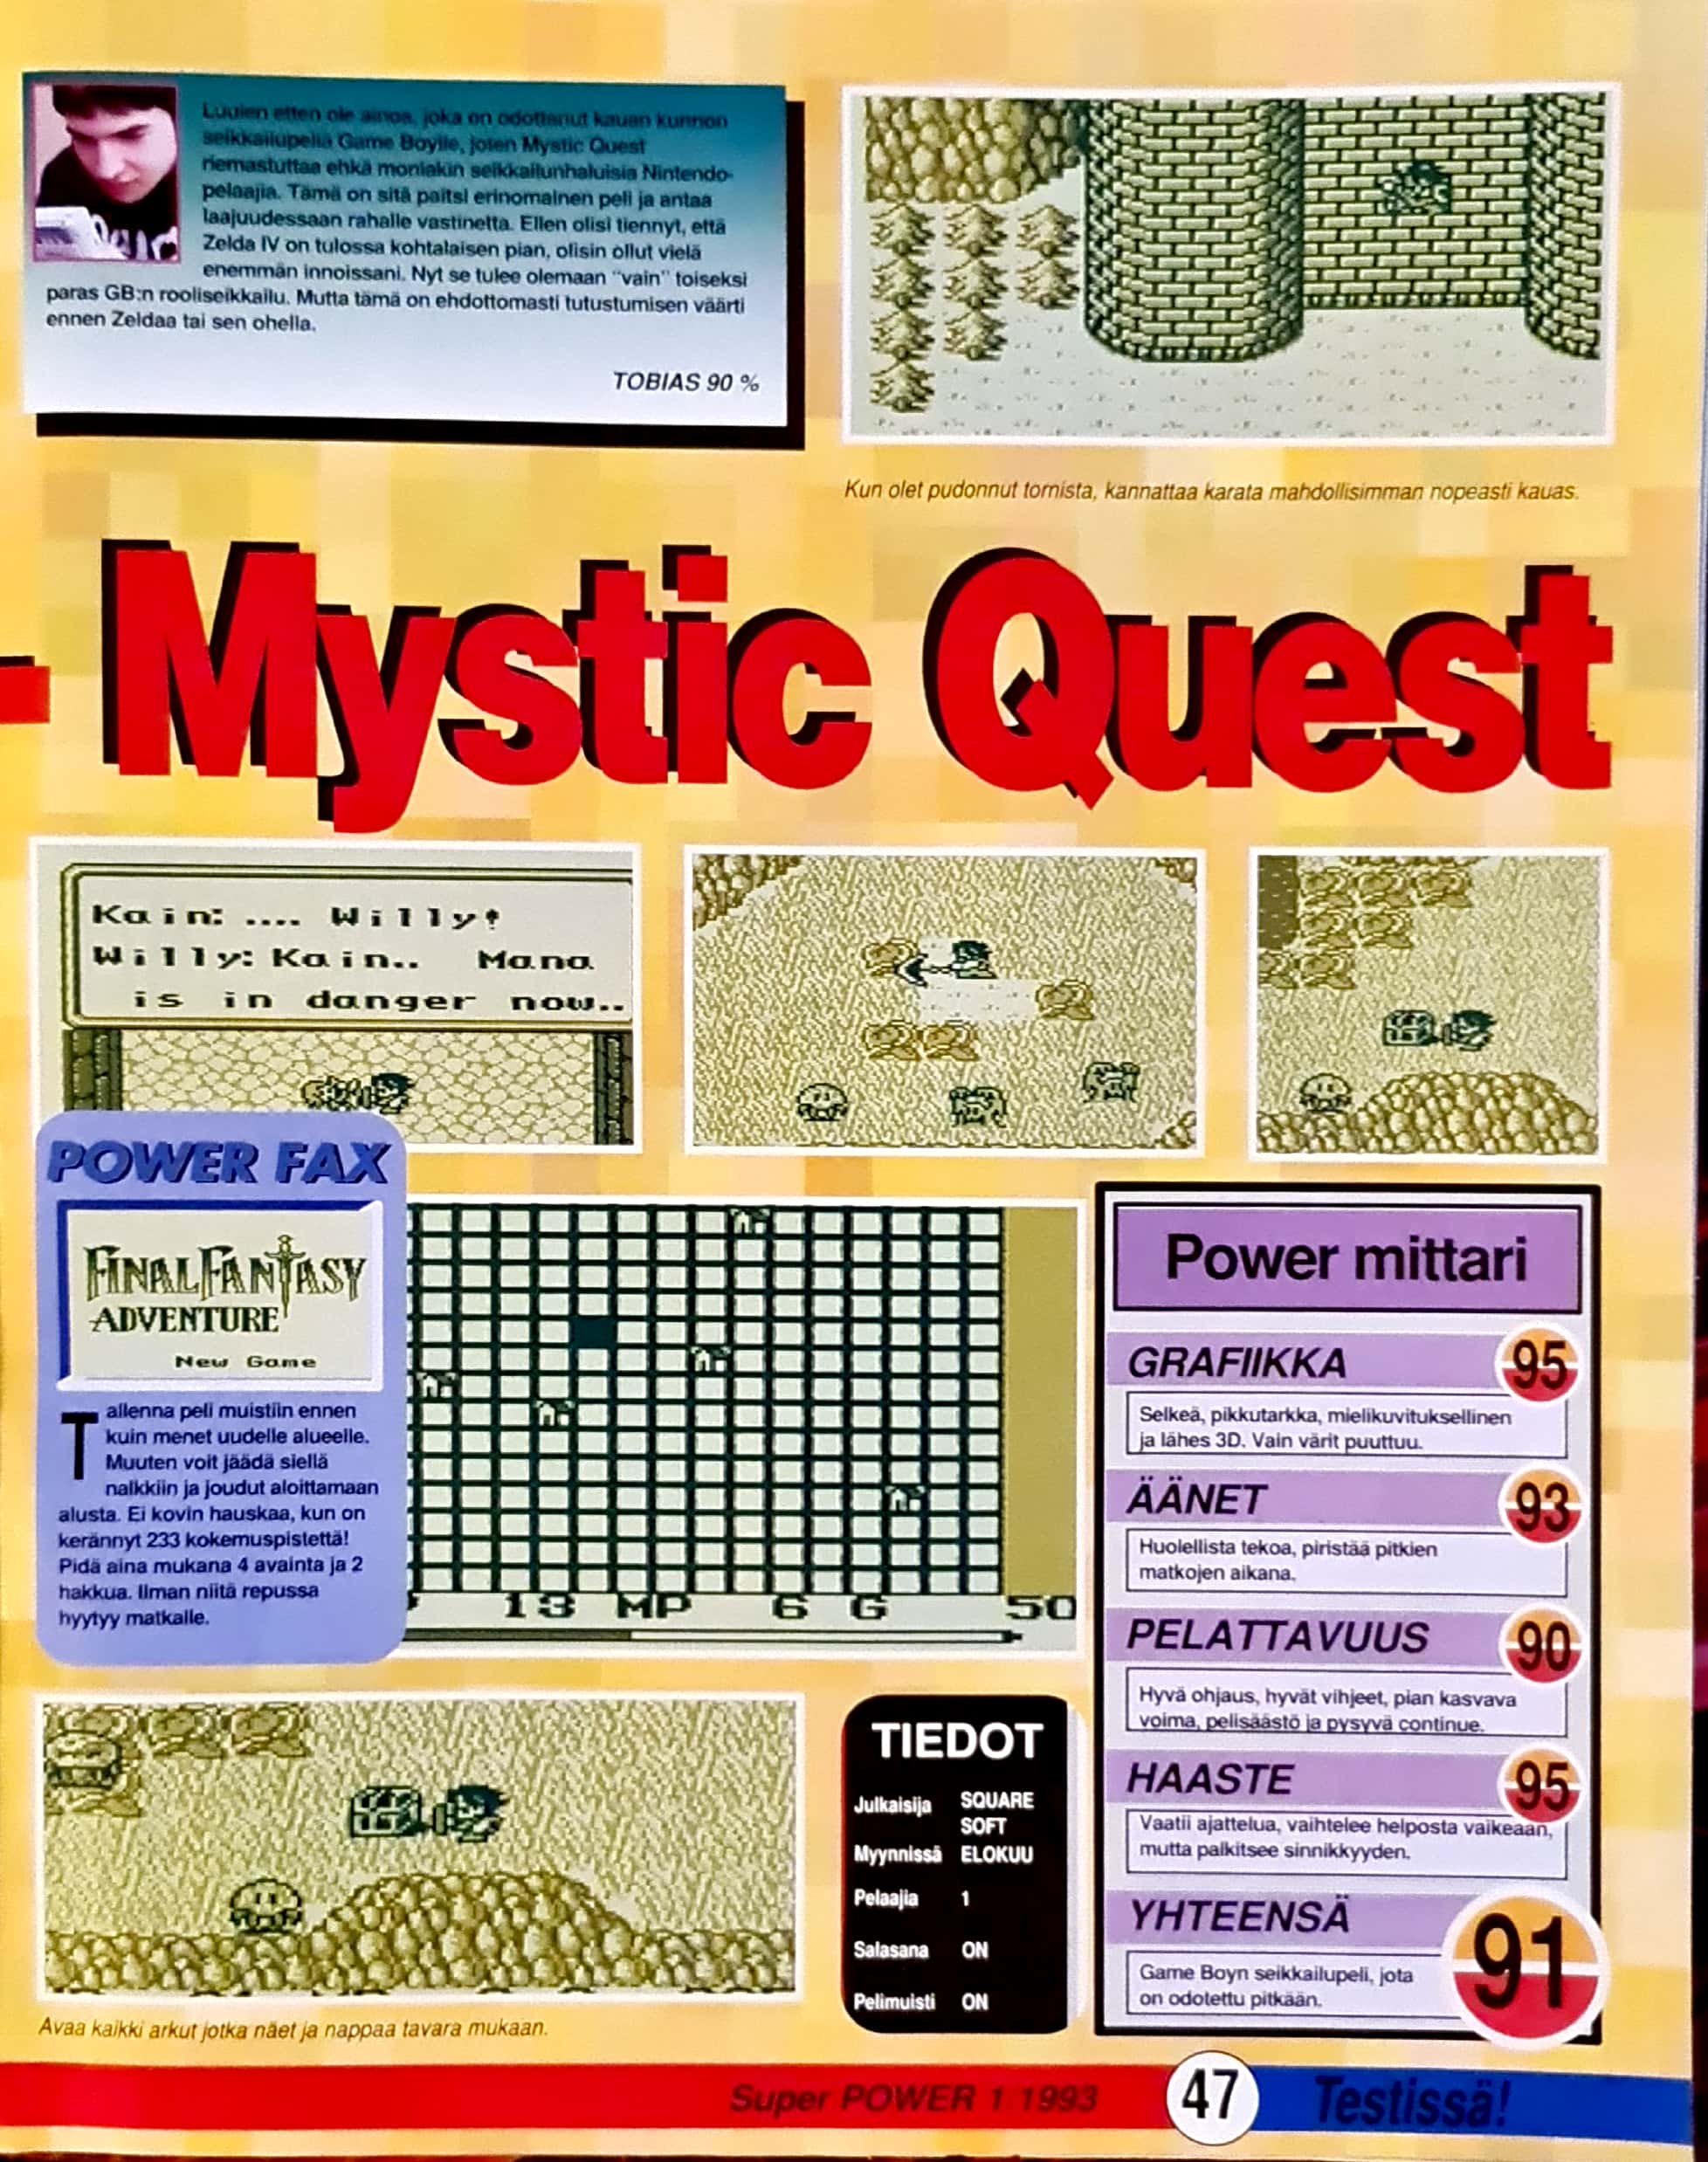 Luulen etten ole ainoa, joka on odottanut kauan kunnon
seikkailupeliä Game Boylle, joten Mystic Quest
riemastuttaa ehkä moniakin seikkailunhaluisia Nintendo-
pelaajia. Tämä on sitä paitsi erinomainen peli ja antaa
laajuudessaan rahalle vastinetta. Ellen olisi tiennyt, että
Zelda IV on tulossa kohtalaisen pian, olisin ollut vielä
enemmän innoissani. Nyt se tulee olemaan "vain" toiseksi
paras GB:n rooliseikkailu. Mutta tämä on ehdottomasti tutustumisen väärti
ennen Zeldaa tai sen ohella.
TOBIAS 90 %
Kun olet pudonnut tornista, kannattaa karata mahdollisimman nopeasti kauas.
- Mystic Quest
Kain: .... Willy!
Willy: Kain.. Mana
is in danger now..
POWER FAX
FINAL FANTASY
ADVENTURE
New Game
Tallenna peli muistiin ennen
kuin menet uudelle alueelle.
Muuten voit jäädä siellä
nalkkiin ja joudut aloittamaan
alusta. Ei kovin hauskaa, kun on
kerännyt 233 kokemuspistettä!
Pidä aina mukana 4 avainta ja 2
hakkua. Ilman niitä repussa
hyytyy matkalle.
13 MP 6 G 50
Power mittari
GRAFIIKKA 95
Selkeä, pikkutarkka, mielikuvituksellinen
ja lähes 3D. Vain värit puuttuu.
ÄÄNET 93
Huolellista tekoa, piristää pitkien
matkojen aikana.
PELATTAVUUS 90
Hyvä ohjaus, hyvät vihjeet, pian kasvava
voima, pelisäästö ja pysyvä continue.
HAASTE 95
Vaatii ajattelua, vaihtelee helposta vaikeaan,
mutta palkitsee sinnikkyyden.
YHTEENSÄ 91
Game Boyn seikkailupeli, jota
on odotettu pitkään.
TIEDOT
Julkaisija SQUARE
SOFT
Myynnissä ELOKUU
Pelaajia 1
Salasana ON
Pelimuisti ON
Avaa kaikki arkut jotka näet ja nappaa tavara mukaan.
Super POWER 1/1993
47
Testissä!